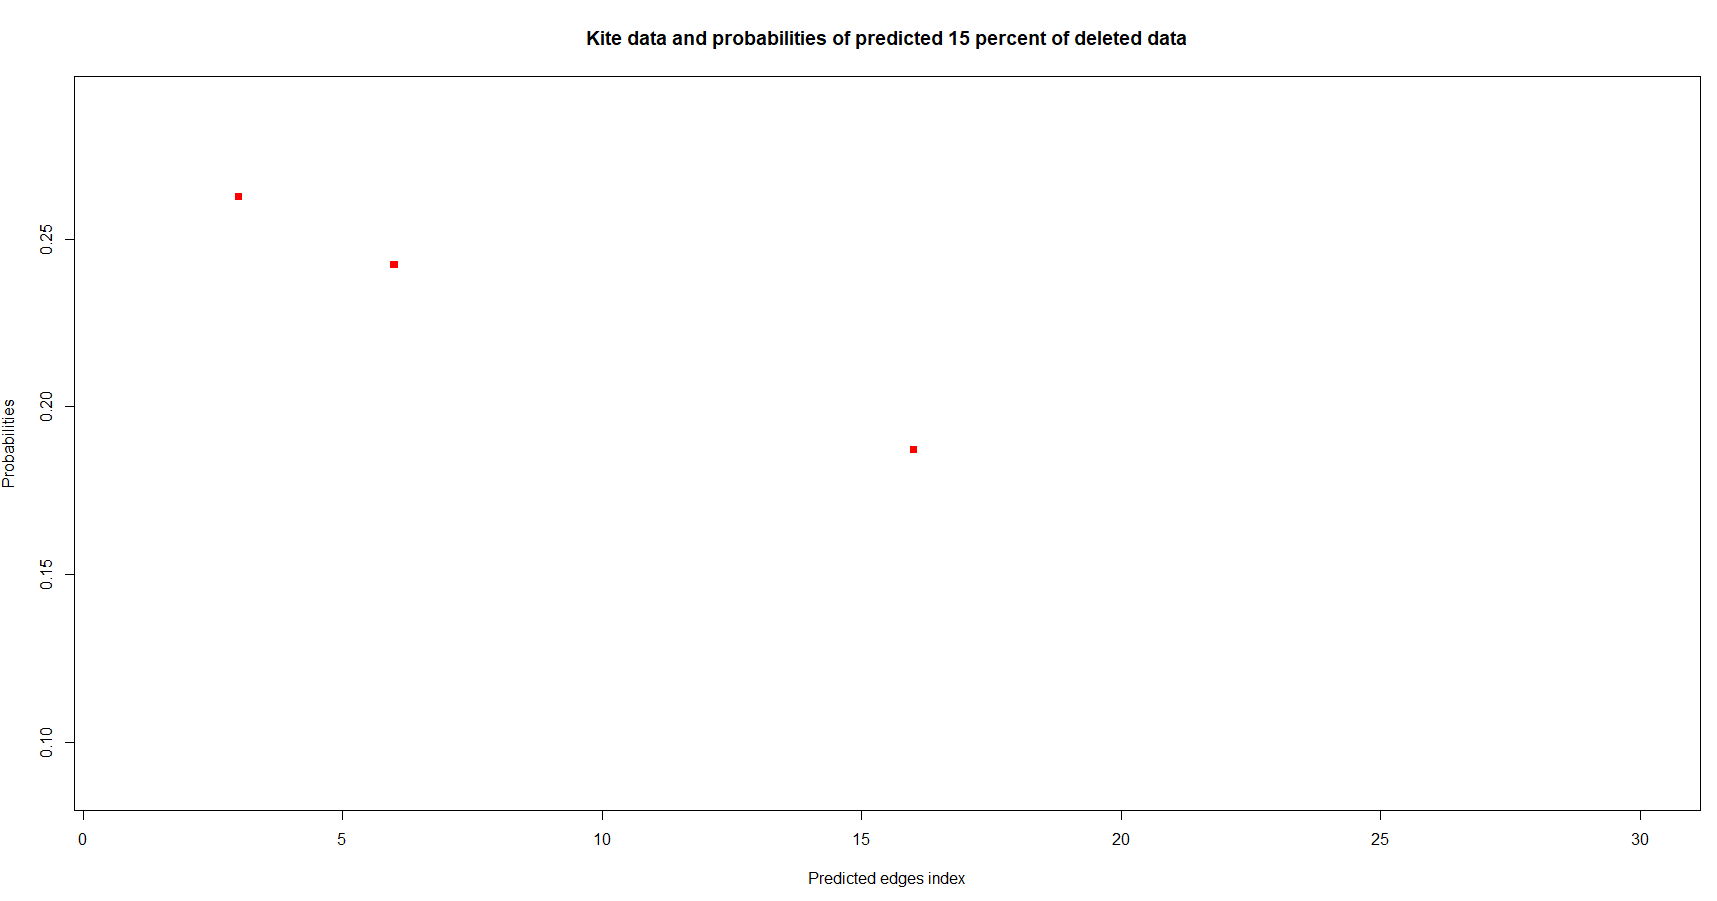 Kite data and probabilities of predicted 15 percent of deleted data
Probabilities
0.25
0.20
0.15
0.10
0 5 10 15 20 25 30
Predicted edges index